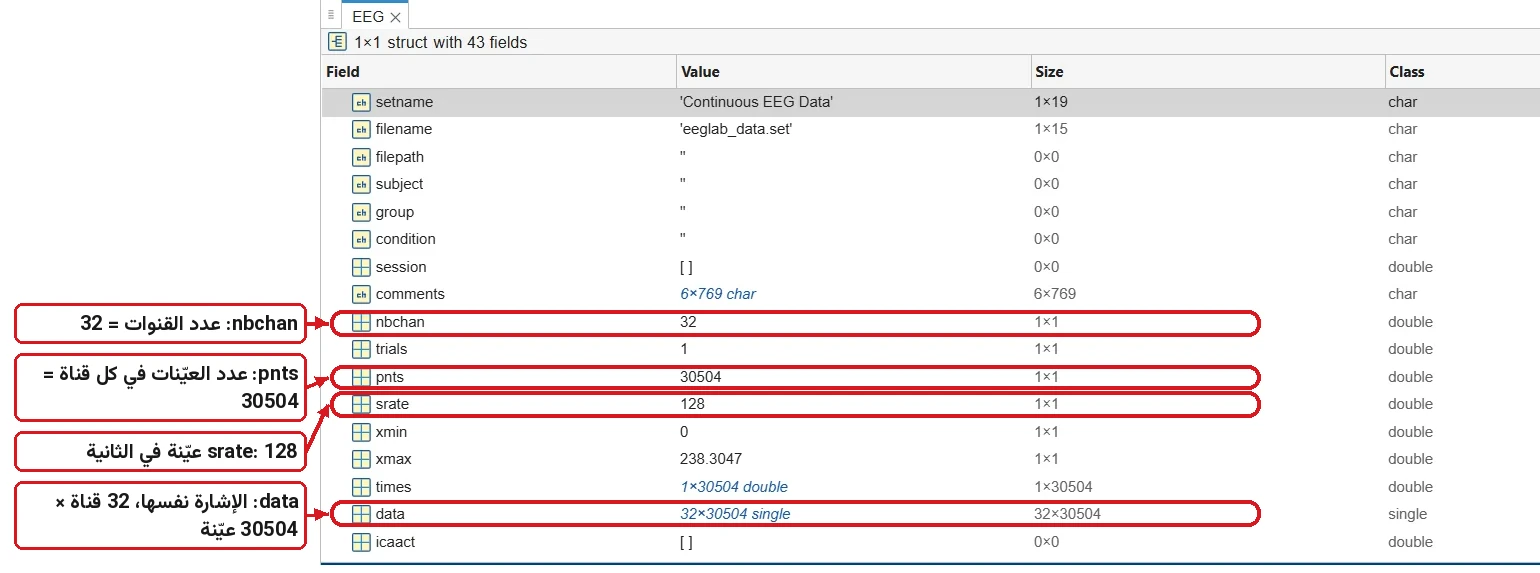 EEG
1×1 struct with 43 fields
Field Value Size Class
setname 'Continuous EEG Data' 1×19 char
filename 'eeglab_data.set' 1×15 char
filepath '' 0×0 char
subject '' 0×0 char
group '' 0×0 char
condition '' 0×0 char
session [ ] 0×0 double
comments 6×769 char 6×769 char
nbchan 32 1×1 double
trials 1 1×1 double
pnts 30504 1×1 double
srate 128 1×1 double
xmin 0 1×1 double
xmax 238.3047 1×1 double
times 1×30504 double 1×30504 double
data 32×30504 single 32×30504 single
icaact [ ] 0×0 double
nbchan: عدد القنوات = 32
pnts: عدد العيّنات في كل قناة =
30504
srate: 128 عيّنة في الثانية
data: الإشارة نفسها، 32 قناة ×
30504 عيّنة